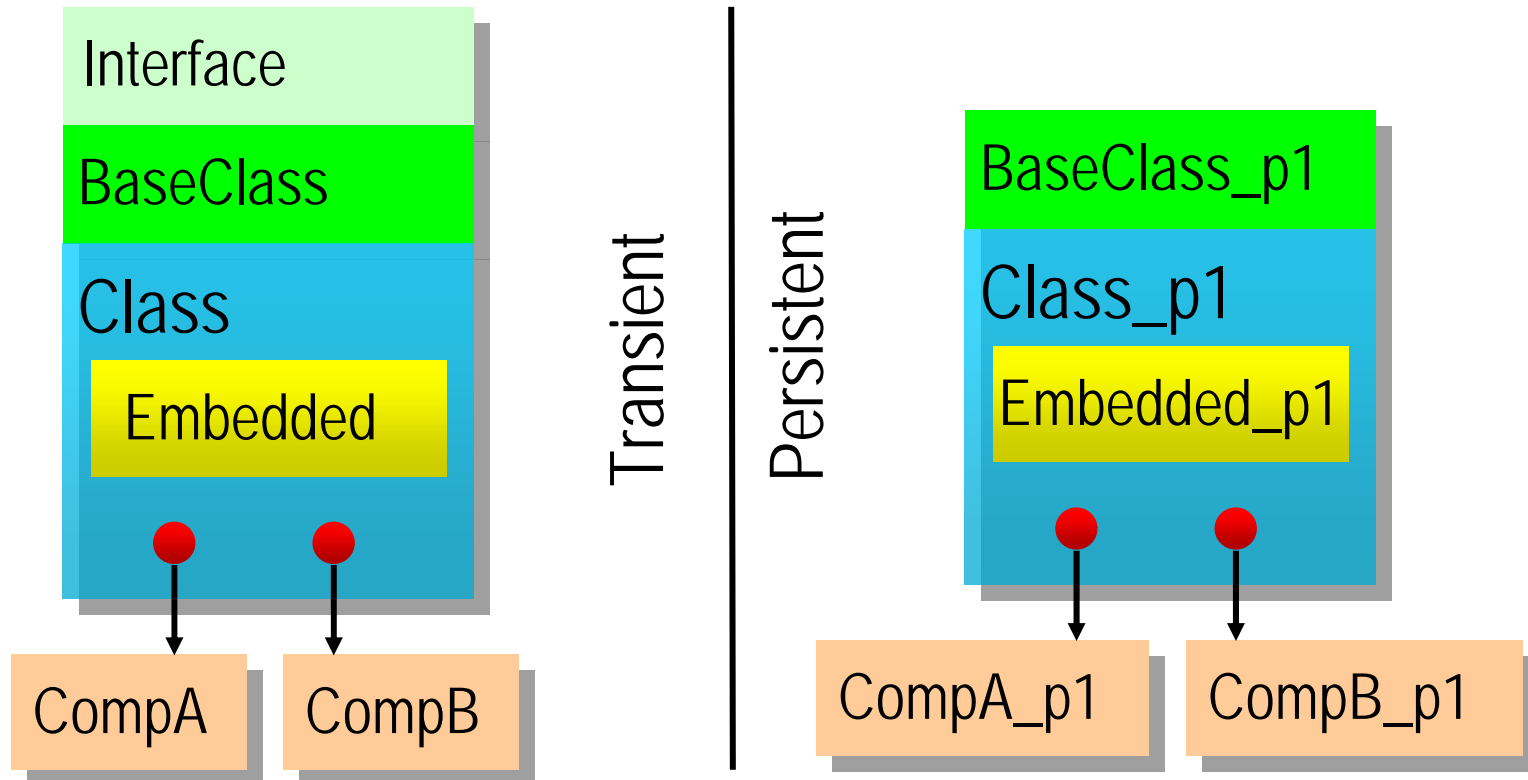 Interface
BaseClass
Class
Embedded
CompA
CompB
Transient
Persistent
BaseClass_p1
Class_p1
Embedded_p1
CompA_p1
CompB_p1